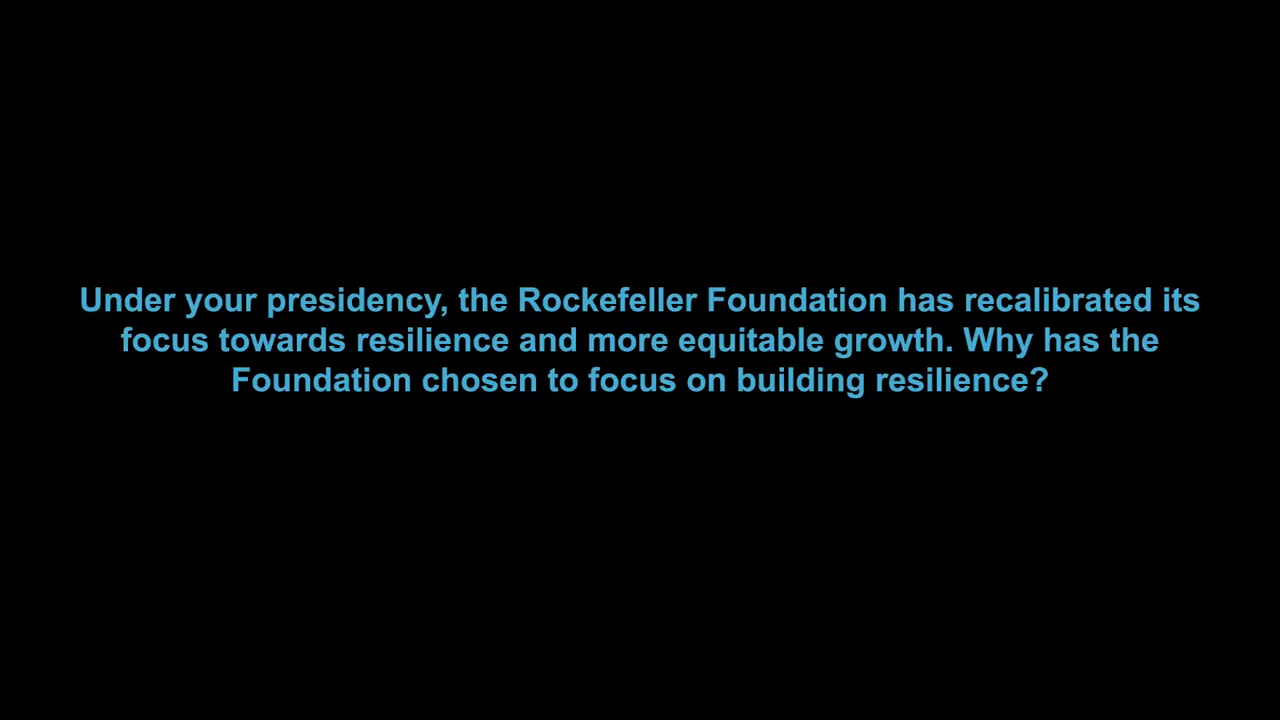 Under your presidency, the Rockefeller Foundation has recalibrated its
focus towards resilience and more equitable growth. Why has the
Foundation chosen to focus on building resilience?